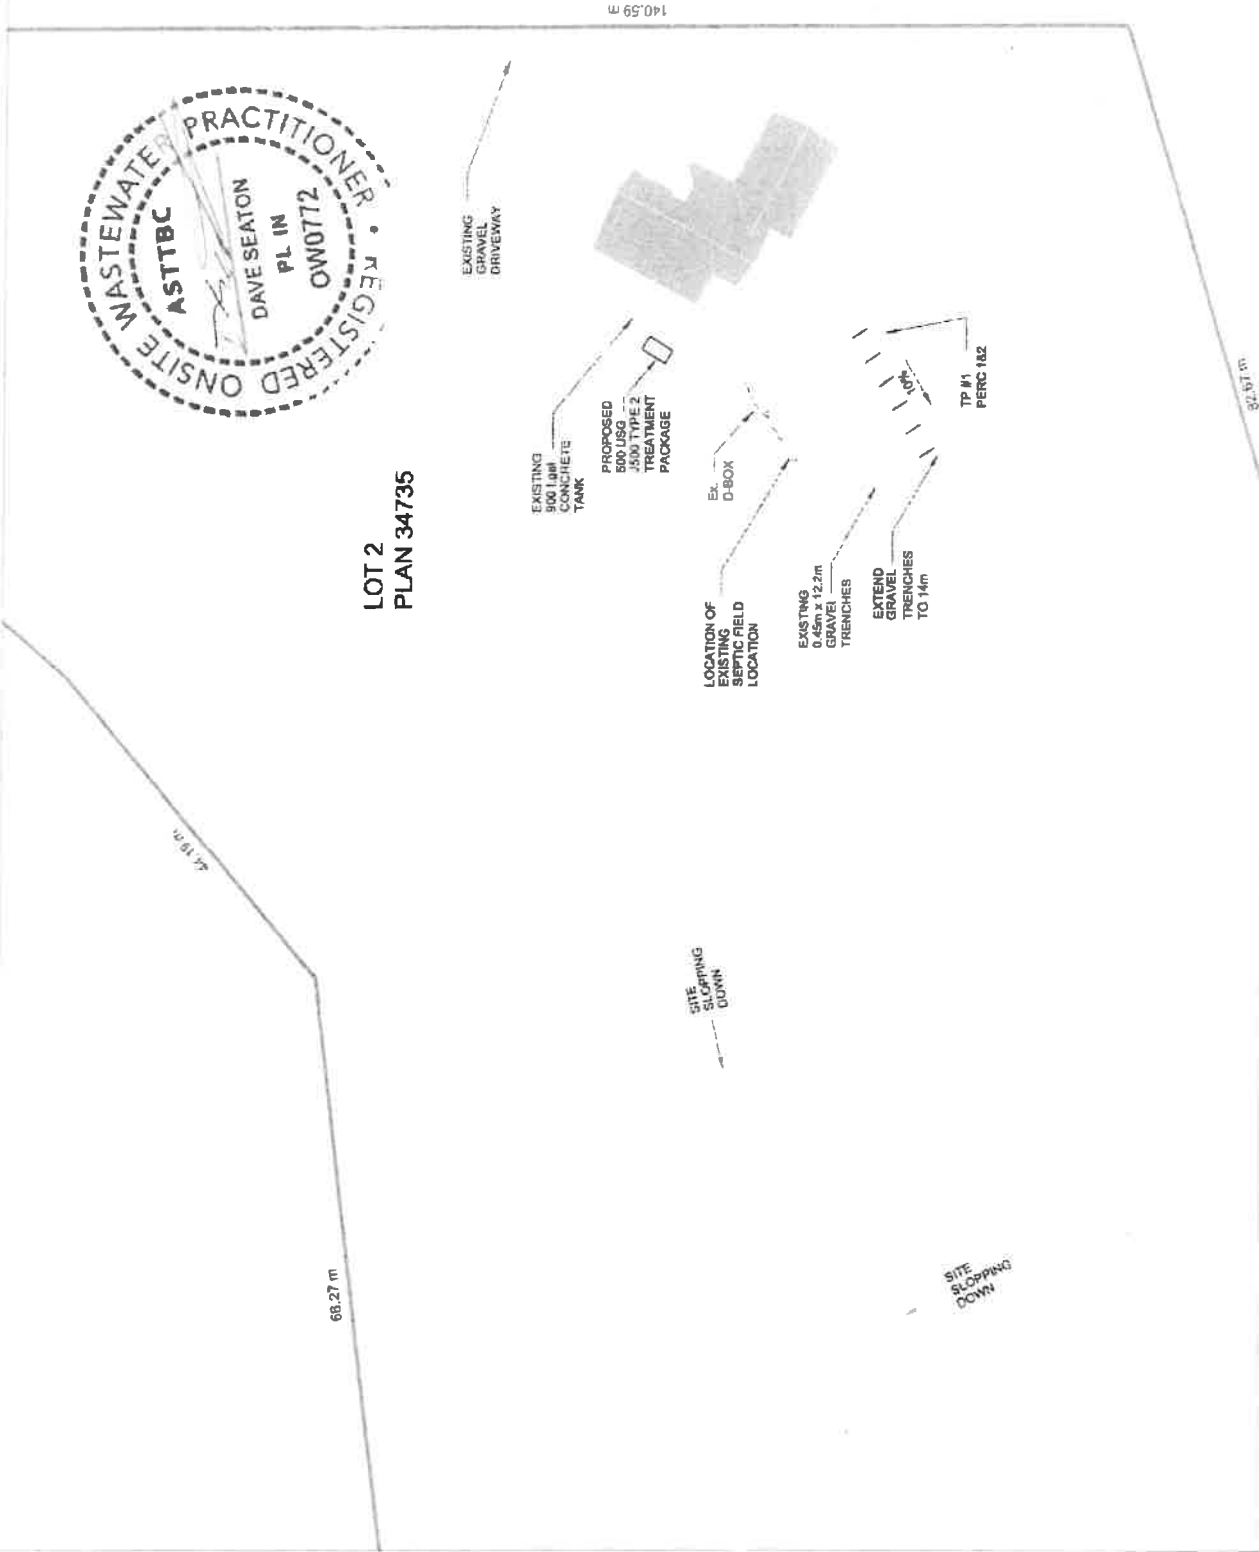 140.59 m
REGISTERED ONSITE WASTEWATER PRACTITIONER •
ASTTBC
DAVE SEATON
PL IN
OW0772
EXISTING
GRAVEL
DRIVEWAY
LOT 2
PLAN 34735
EXISTING
900 I.gal
CONCRETE
TANK
PROPOSED
500 USG
J500 TYPE 2
TREATMENT
PACKAGE
EX.
D-BOX
LOCATION OF
EXISTING
SEPTIC FIELD
LOCATION
EXISTING
0.45m x 12.2m
GRAVEL
TRENCHES
EXTEND
GRAVEL
TRENCHES
TO 14m
10%
TP #1
PERC 1&2
82.67 m
44.19 m
SITE
SLOPPING
DOWN
68.27 m
SITE
SLOPPING
DOWN